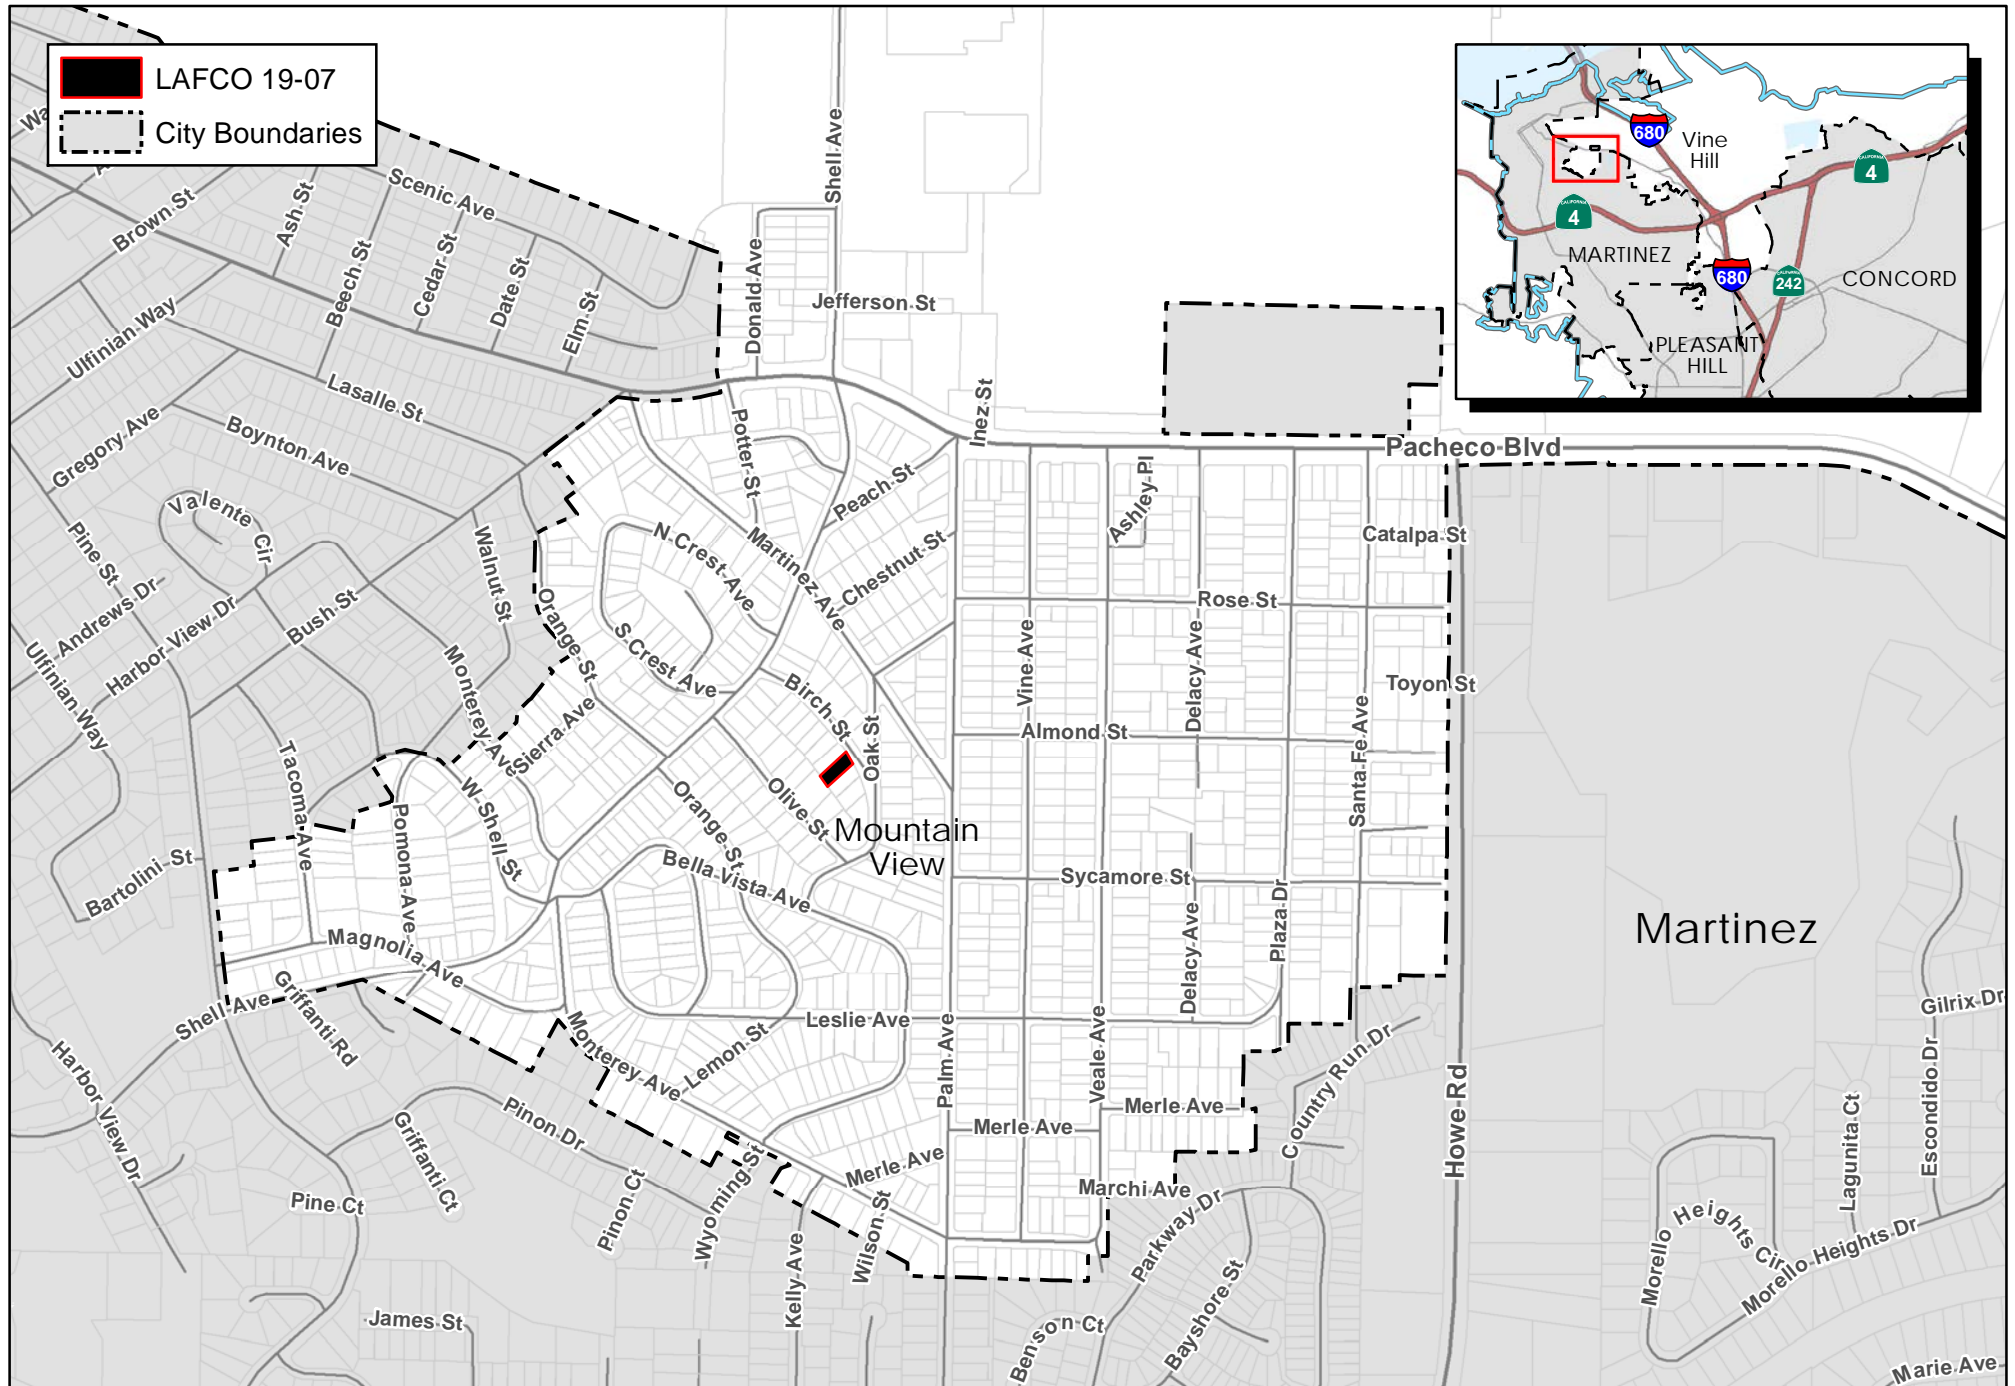 LAFCO 19-07
City Boundaries
680
Vine
Hill
4
4
MARTINEZ
680
242
CONCORD
PLEASANT
HILL
CALIFORNIA
CALIFORNIA
CALIFORNIA
Shell Ave
Scenic Ave
Brown St
Ash St
Beech St
Cedar St
Date St
Elm St
Donald Ave
Jefferson St
Ulfinian Way
Lasalle St
Gregory Ave
Boynton Ave
Potter St
Inez St
Pacheco Blvd
Peach St
Ashley Pl
Valente Cir
Pine St
Walnut St
N Crest Ave
Martinez Ave
Chestnut St
Catalpa St
Andrews Dr
Harbor View Dr
Bush St
Orange St
S Crest Ave
Rose St
Vine Ave
Delacy Ave
Toyon St
Ulfinian Way
Monterey Ave
Sierra Ave
Birch St
Oak St
Almond St
Santa Fe Ave
Tacoma Ave
W Shell St
Pomona Ave
Orange St
Olive St
Mountain
View
Bella Vista Ave
Sycamore St
Bartolini St
Magnolia Ave
Delacy Ave
Plaza Dr
Martinez
Shell Ave
Griffanti Rd
Monterey Ave
Lemon St
Leslie Ave
Palm Ave
Veale Ave
Country Run Dr
Howe Rd
Gilrix Dr
Escondido Dr
Lagunita Ct
Harbor View Dr
Griffanti Ct
Pinon Dr
Merle Ave
Merle Ave
Merle Ave
Marchi Ave
Pine Ct
Pinon Ct
Wyoming St
Kelly Ave
Wilson St
Parkway Dr
Bayshore St
Benson Ct
Morello Heights Cir
Morello Heights Dr
James St
Marie Ave